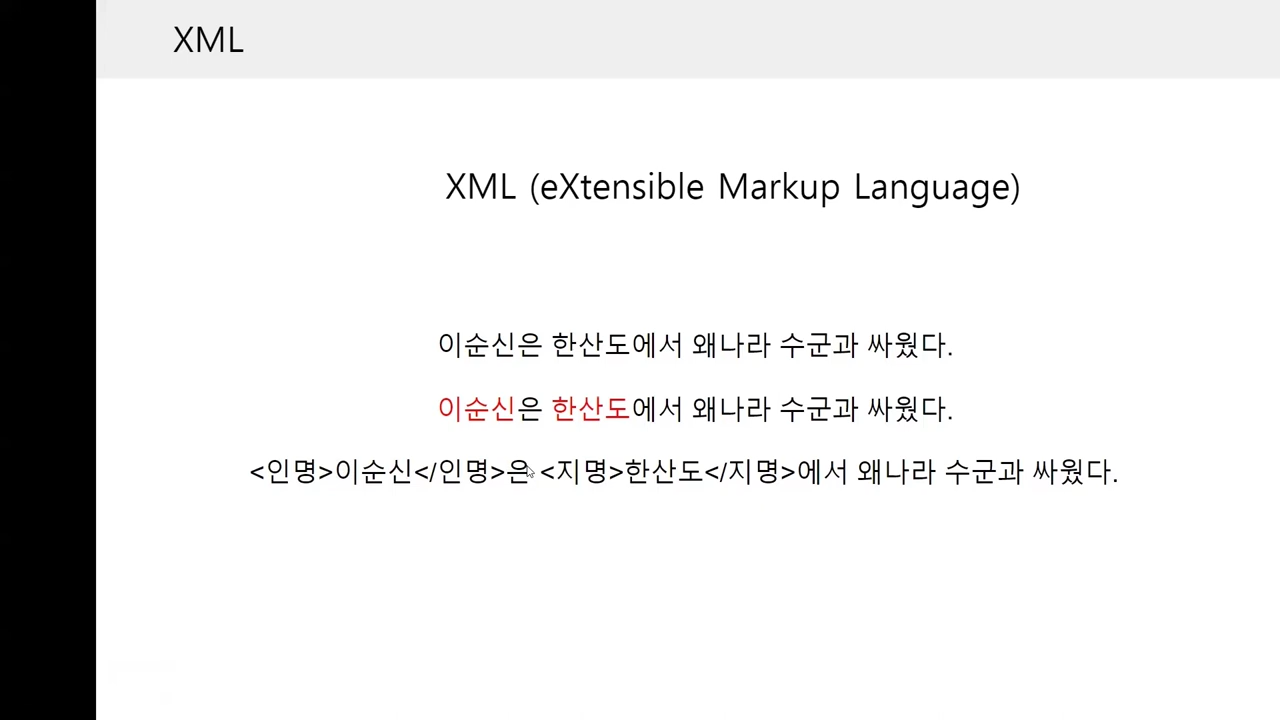 XML
XML (eXtensible Markup Language)
이순신은 한산도에서 왜나라 수군과 싸웠다.
이순신은 한산도에서 왜나라 수군과 싸웠다.
<인명>이순신</인명>은 <지명>한산도</지명>에서 왜나라 수군과 싸웠다.